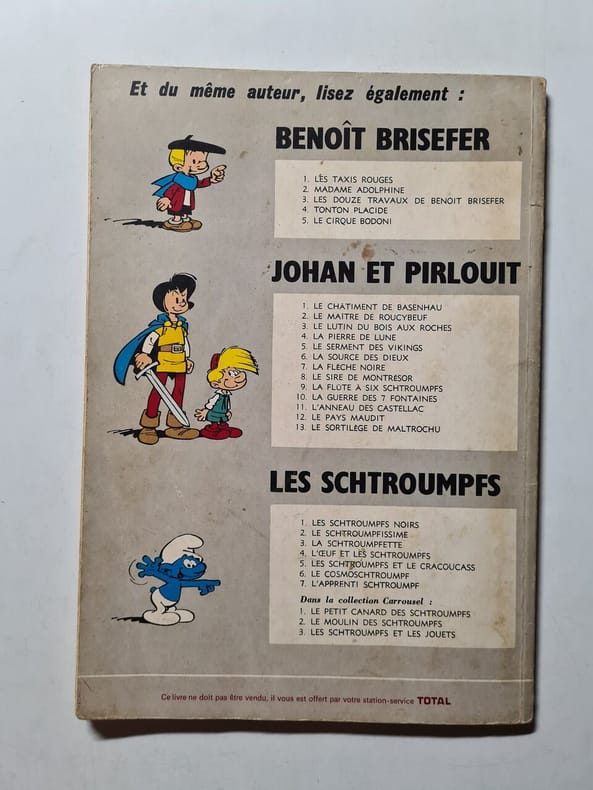 Et du même auteur, lisez également :
BENOÎT BRISEFER
1. LES TAXIS ROUGES
2. MADAME ADOLPHINE
3. LES DOUZE TRAVAUX DE BENOIT BRISEFER
4. TONTON PLACIDE
5. LE CIRQUE BODONI
JOHAN ET PIRLOUIT
1. LE CHATIMENT DE BASENHAU
2. LE MAITRE DE ROUCYBEUF
3. LE LUTIN DU BOIS AUX ROCHES
4. LA PIERRE DE LUNE
5. LE SERMENT DES VIKINGS
6. LA SOURCE DES DIEUX
7. LA FLÈCHE NOIRE
8. LE SIRE DE MONTRÉSOR
9. LA FLUTE A SIX SCHTROUMPFS
10. LA GUERRE DES 7 FONTAINES
11. L'ANNEAU DES CASTELLAC
12. LE PAYS MAUDIT
13. LE SORTILÈGE DE MALTROCHU
LES SCHTROUMPFS
1. LES SCHTROUMPFS NOIRS
2. LE SCHTROUMPFISSIME
3. LA SCHTROUMPFETTE
4. L'ŒUF ET LES SCHTROUMPFS
5. LES SCHTROUMPFS ET LE CRACOUCASS
6. LE COSMOSCHTROUMPF
7. L'APPRENTI SCHTROUMPF
Dans la collection Carrousel :
1. LE PETIT CANARD DES SCHTROUMPFS
2. LE MOULIN DES SCHTROUMPFS
3. LES SCHTROUMPFS ET LES JOUETS
Ce livre ne doit pas être vendu, il vous est offert par votre station-service TOTAL